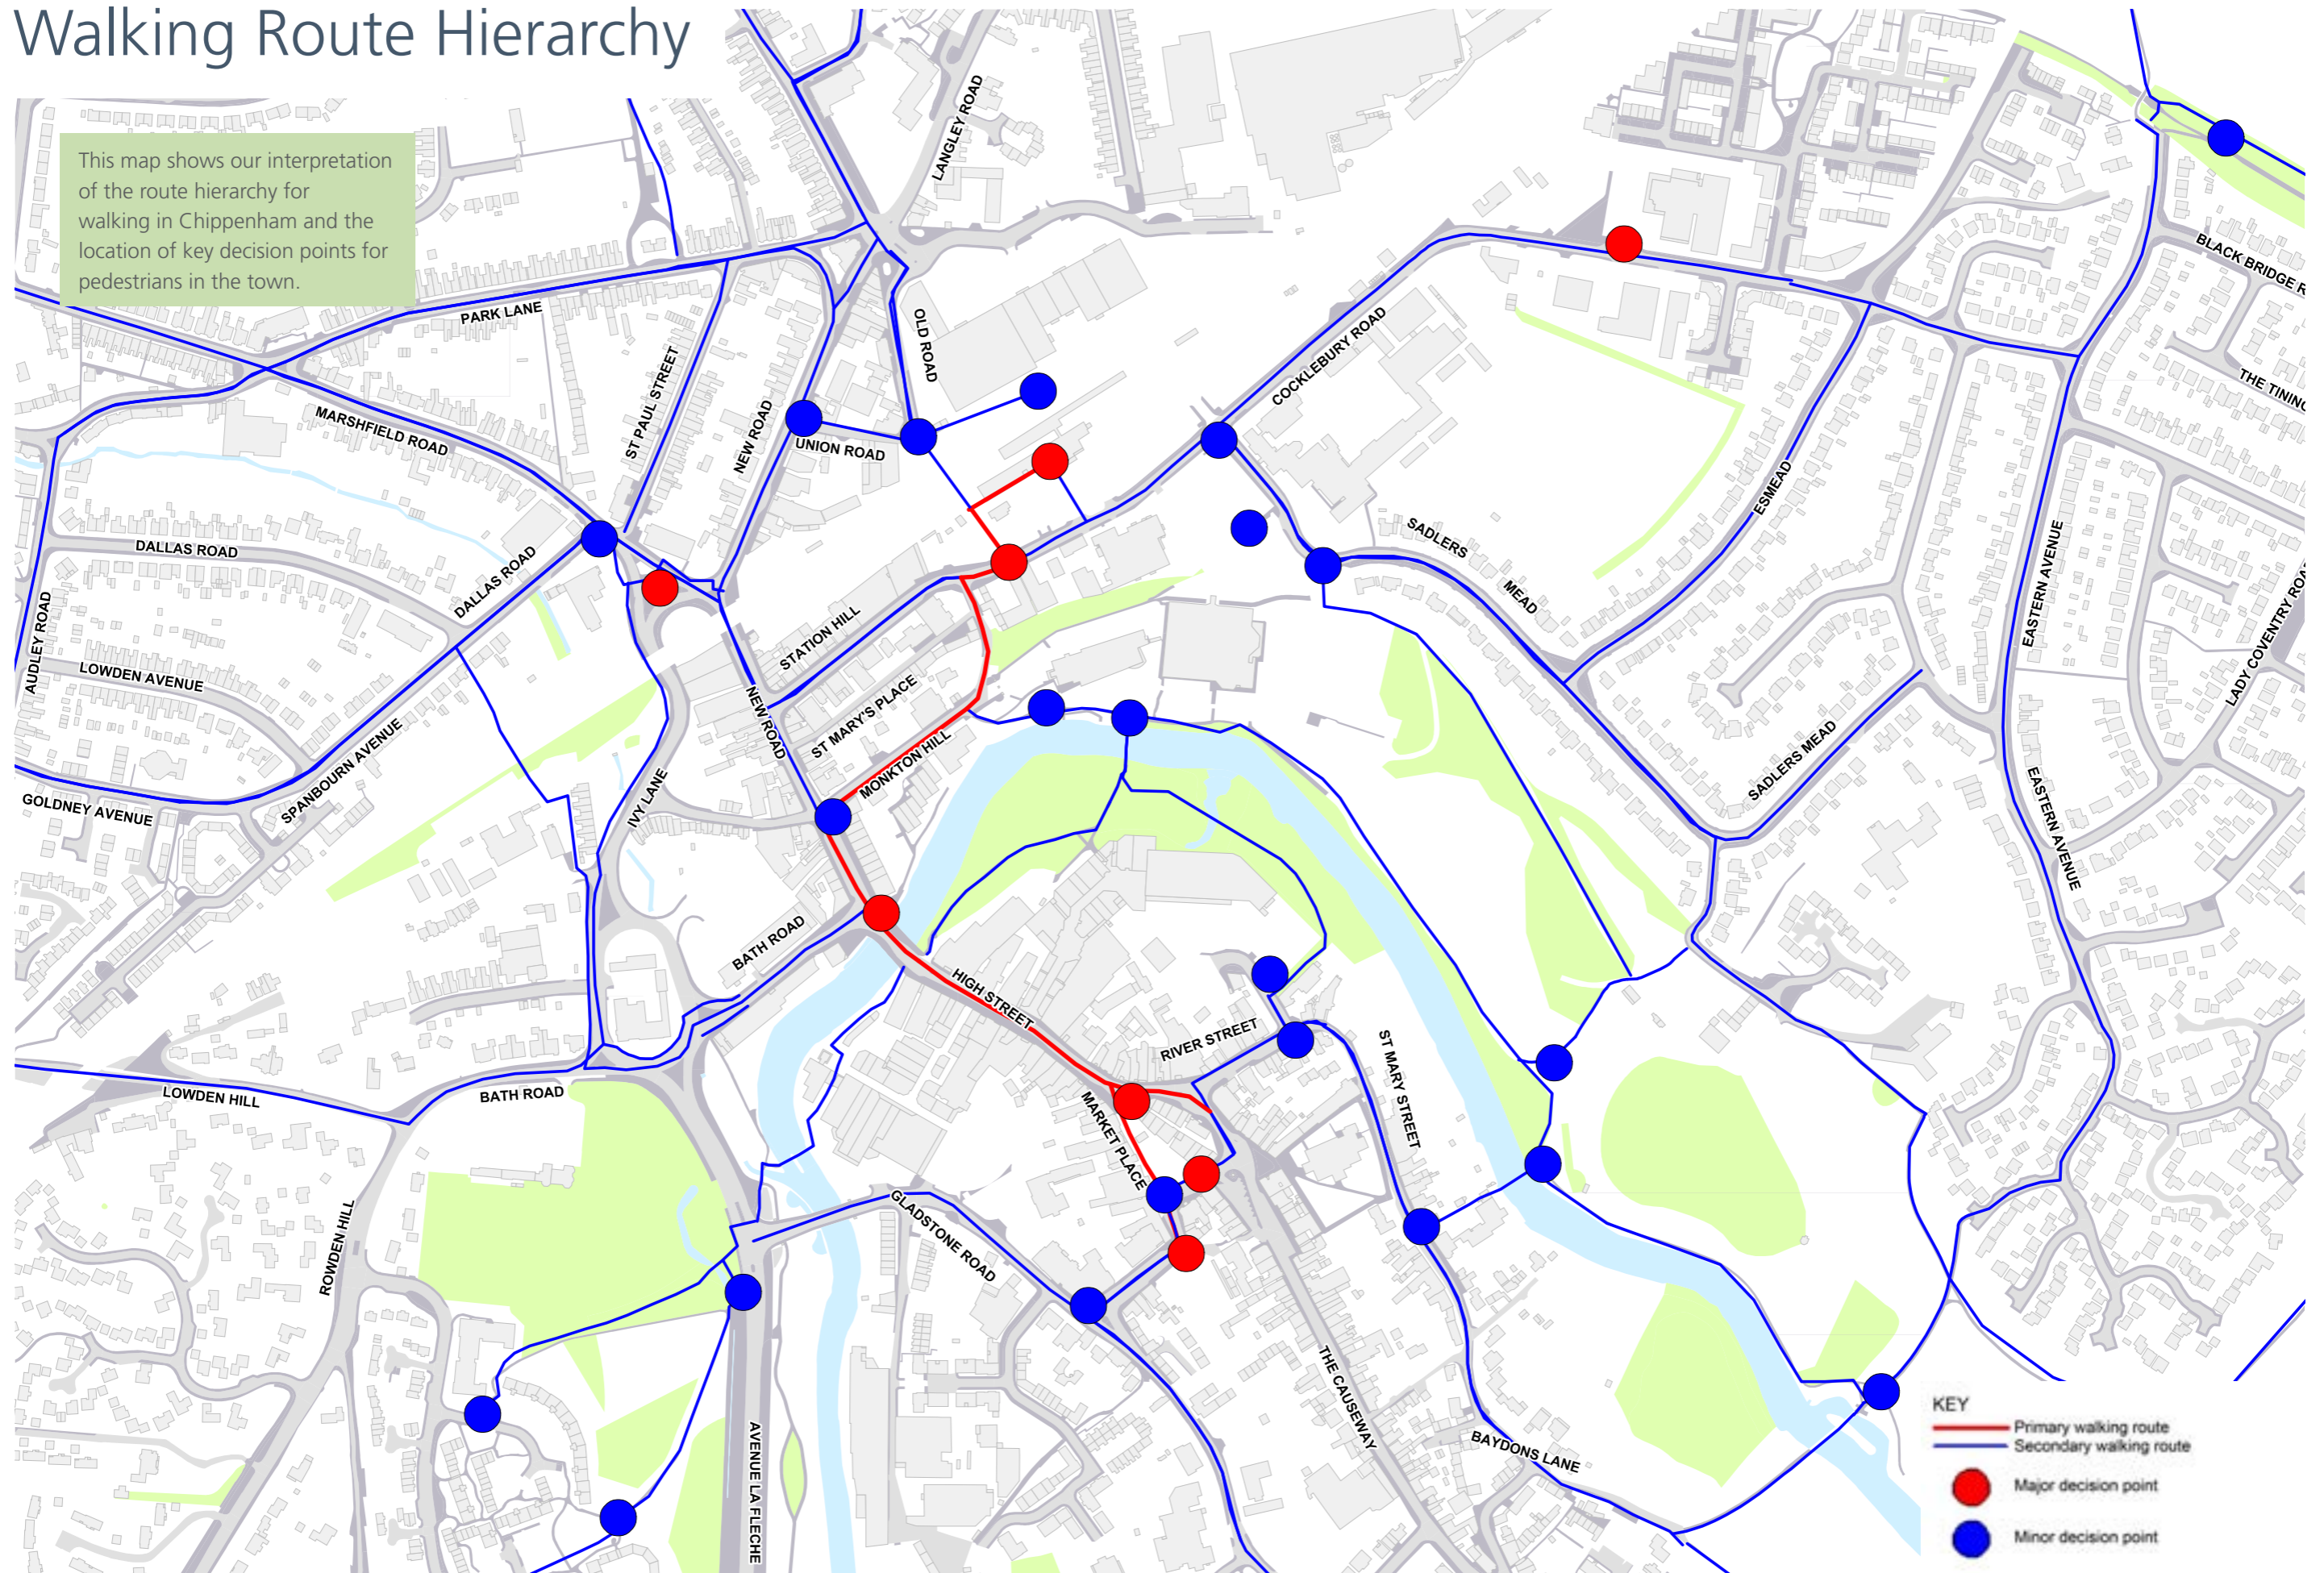 Walking Route Hierarchy
This map shows our interpretation
of the route hierarchy for
walking in Chippenham and the
location of key decision points for
pedestrians in the town.
LANGLEY ROAD
BLACK BRIDGE R
PARK LANE
OLD ROAD
COCKLEBURY ROAD
THE TINING
ST PAUL STREET
MARSHFIELD ROAD
NEW ROAD
UNION ROAD
ESMEAD
SADLERS
MEAD
DALLAS ROAD
DALLAS ROAD
EASTERN AVENUE
AUDLEY ROAD
LOWDEN AVENUE
STATION HILL
LADY COVENTRY ROA
NEW ROAD
ST MARY'S PLACE
MONKTON HILL
SADLERS MEAD
SPANBOURN AVENUE
GOLDNEY AVENUE
IVY LANE
EASTERN AVENUE
BATH ROAD
HIGH STREET
RIVER STREET
ST MARY STREET
LOWDEN HILL
BATH ROAD
MARKET PLACE
ROWDEN HILL
GLADSTONE ROAD
THE CAUSEWAY
AVENUE LA FLECHE
BAYDONS LANE
KEY
Primary walking route
Secondary walking route
Major decision point
Minor decision point